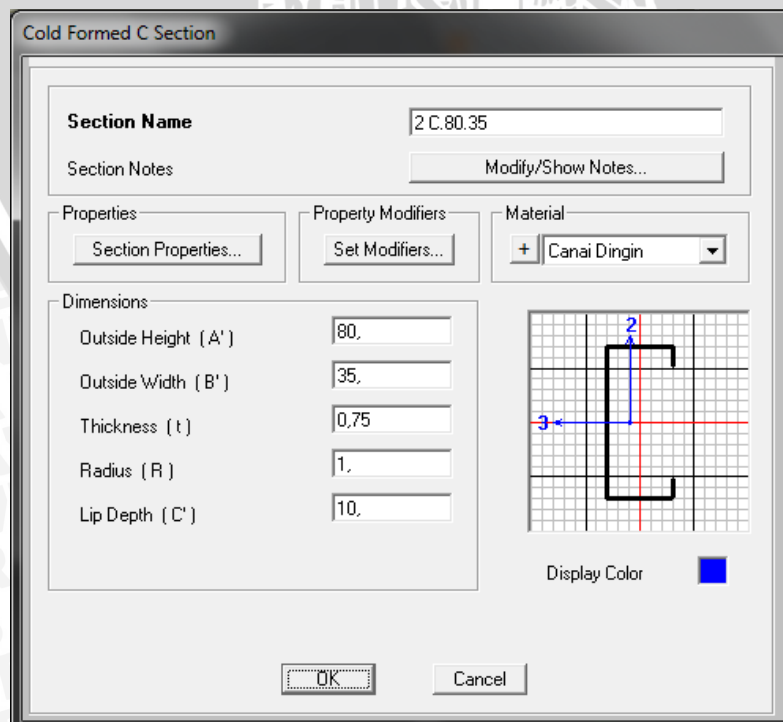 Cold Formed C Section
Section Name 2 C.80.35
Section Notes Modify/Show Notes...
Properties Property Modifiers Material
Section Properties... Set Modifiers... + Canai Dingin
Dimensions
Outside Height ( A' ) 80,
Outside Width ( B' ) 35,
Thickness ( t ) 0,75
Radius ( R ) 1,
Lip Depth ( C' ) 10,
2
3
Display Color
OK Cancel